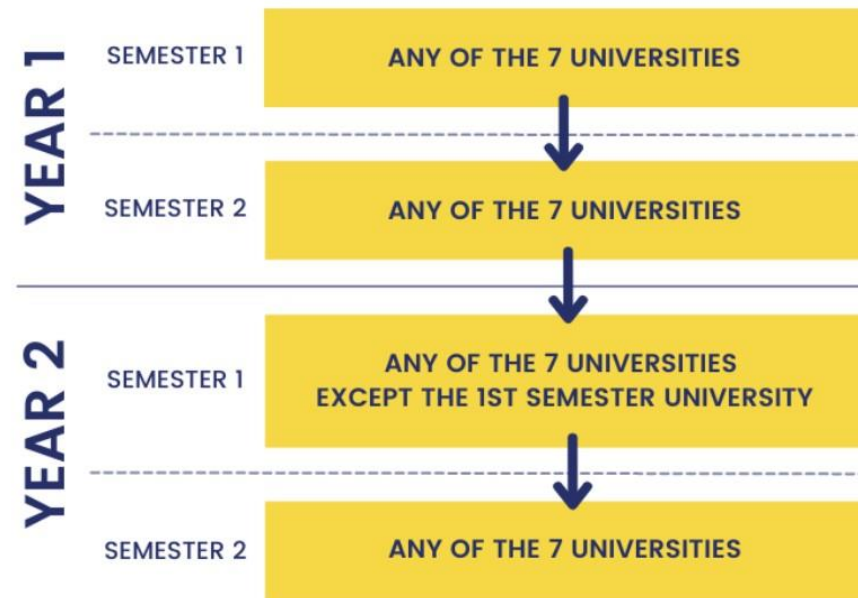 YEAR 1
SEMESTER 1
ANY OF THE 7 UNIVERSITIES
SEMESTER 2
ANY OF THE 7 UNIVERSITIES
YEAR 2
SEMESTER 1
ANY OF THE 7 UNIVERSITIES
EXCEPT THE 1ST SEMESTER UNIVERSITY
SEMESTER 2
ANY OF THE 7 UNIVERSITIES